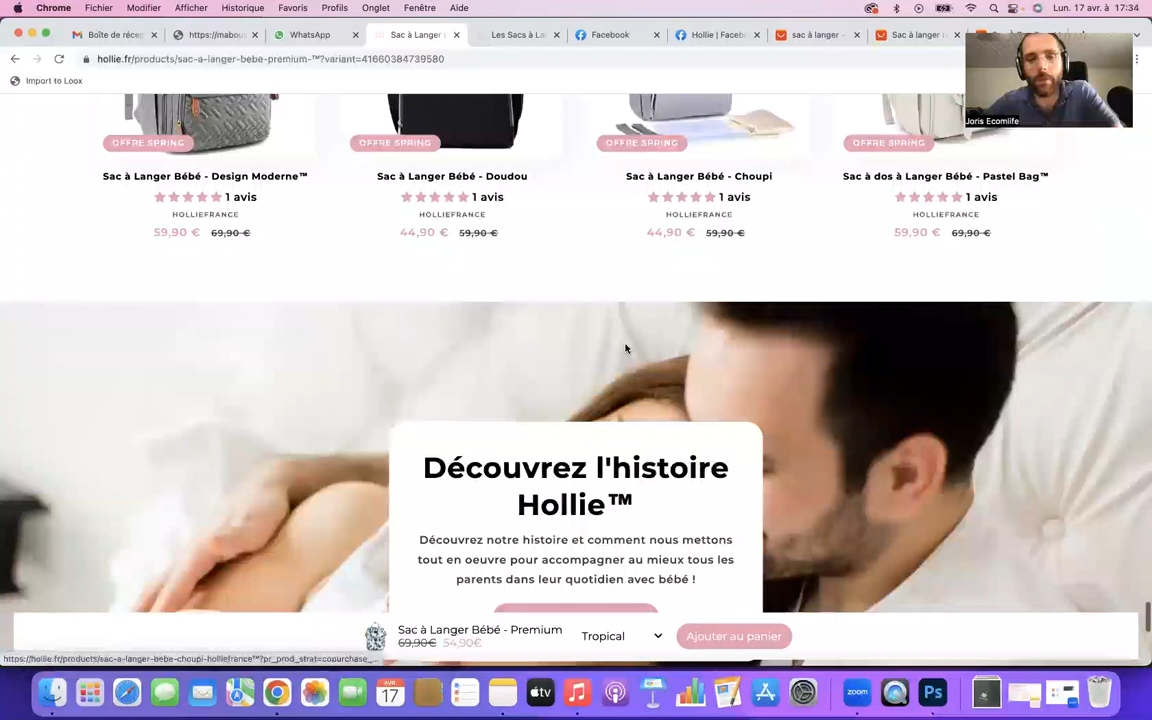 Chrome Fichier Modifier Afficher Historique Favoris Profils Onglet Fenêtre Aide Lun. 17 avr. à 17:34
Boîte de récep https://mabou WhatsApp Sac à Langer Les Sacs à La Facebook Hollie | Faceb sac à langer - Sac à langer
hollie.fr/products/sac-a-langer-bebe-premium-™?variant=41660384739580
Import to Loox
Joris Ecomlife
OFFRE SPRING OFFRE SPRING OFFRE SPRING OFFRE SPRING
Sac à Langer Bébé - Design Moderne™ Sac à Langer Bébé - Doudou Sac à Langer Bébé - Choupi Sac à dos à Langer Bébé - Pastel Bag™
1 avis 1 avis 1 avis 1 avis
HOLLIEFRANCE HOLLIEFRANCE HOLLIEFRANCE HOLLIEFRANCE
59,90 € 69,90 € 44,90 € 59,90 € 44,90 € 59,90 € 59,90 € 69,90 €
Découvrez l'histoire
Hollie™
Découvrez notre histoire et comment nous mettons
tout en oeuvre pour accompagner au mieux tous les
parents dans leur quotidien avec bébé !
Sac à Langer Bébé - Premium
69,90€ 54,90€
Tropical
Ajouter au panier
https://hollie.fr/products/sac-a-langer-bebe-choupi-holliefrance™?pr_prod_strat=copurchase_...
AVR.
17
tv
zoom
Ps